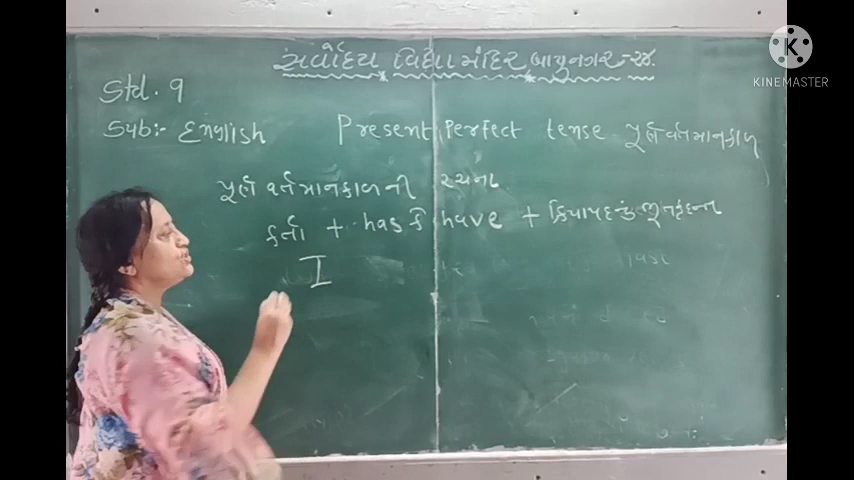 સર્વોદય વિદ્યા મંદિર બાપુનગર-૨૪.
KINEMASTER
Std. 9
Sub:- English Present Perfect tense પૂર્ણ વર્તમાનકાળ
પૂર્ણ વર્તમાનકાળ ની રચના
કર્તા + has કે have + ક્રિયાપદનું ભૂતકૃદન્ત
I